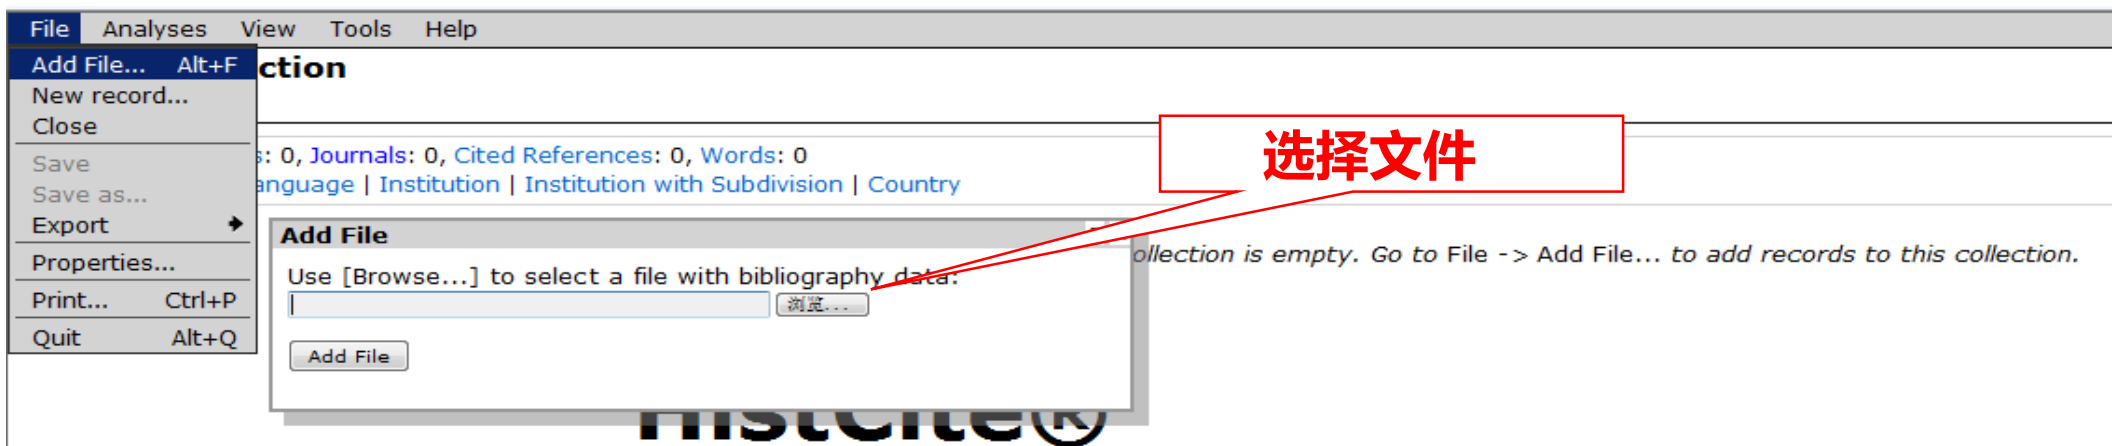 File Analyses View Tools Help
Add File... Alt+F
ction
New record...
Close
选择文件
Save
: 0, Journals: 0, Cited References: 0, Words: 0
Save as...
anguage | Institution | Institution with Subdivision | Country
Export
Add File
Properties...
ollection is empty. Go to File -> Add File... to add records to this collection.
Use [Browse...] to select a file with bibliography data:
Print... Ctrl+P
浏览...
Quit Alt+Q
Add File
HistCite®